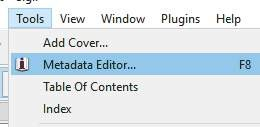 Tools View Window Plugins Help
Add Cover...
Metadata Editor... F8
Table Of Contents
Index